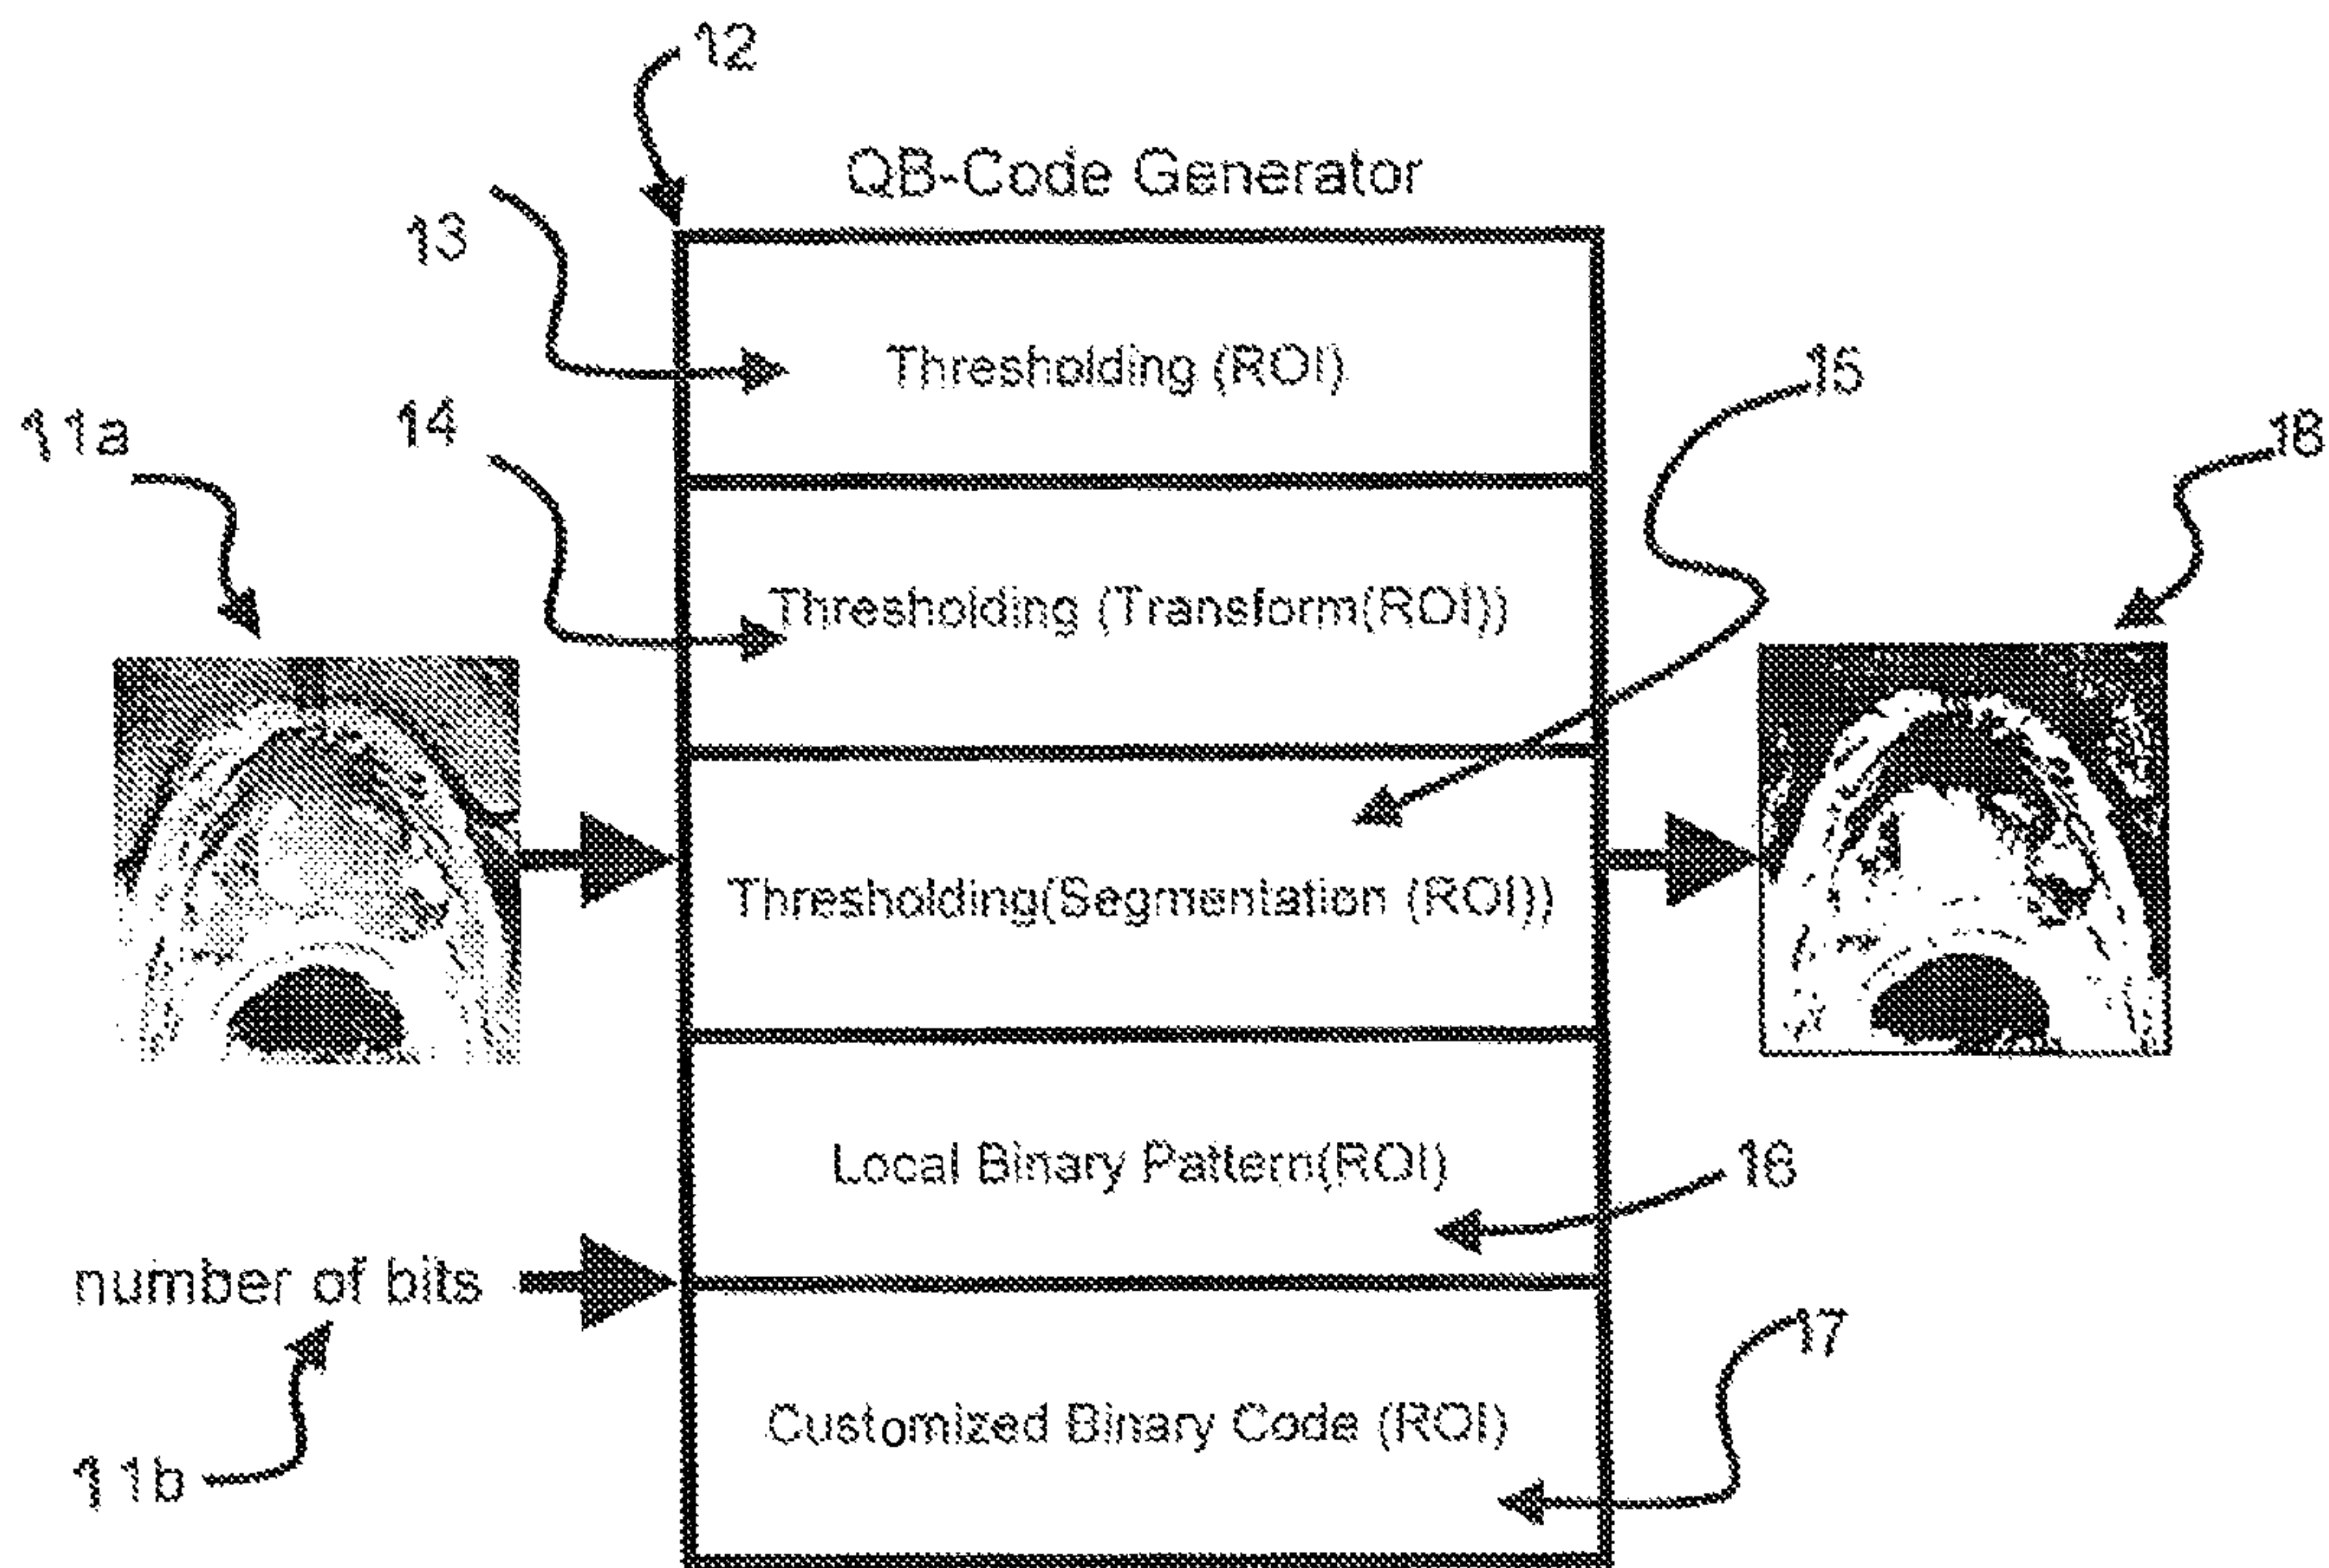 12
QB-Code Generator
13
Thresholding (ROI)
15
11a
14
18
Thresholding (Transform(ROI))
Thresholding(Segmentation (ROI))
Local Binary Pattern(ROI)
16
number of bits
17
Customized Binary Code (ROI)
11b